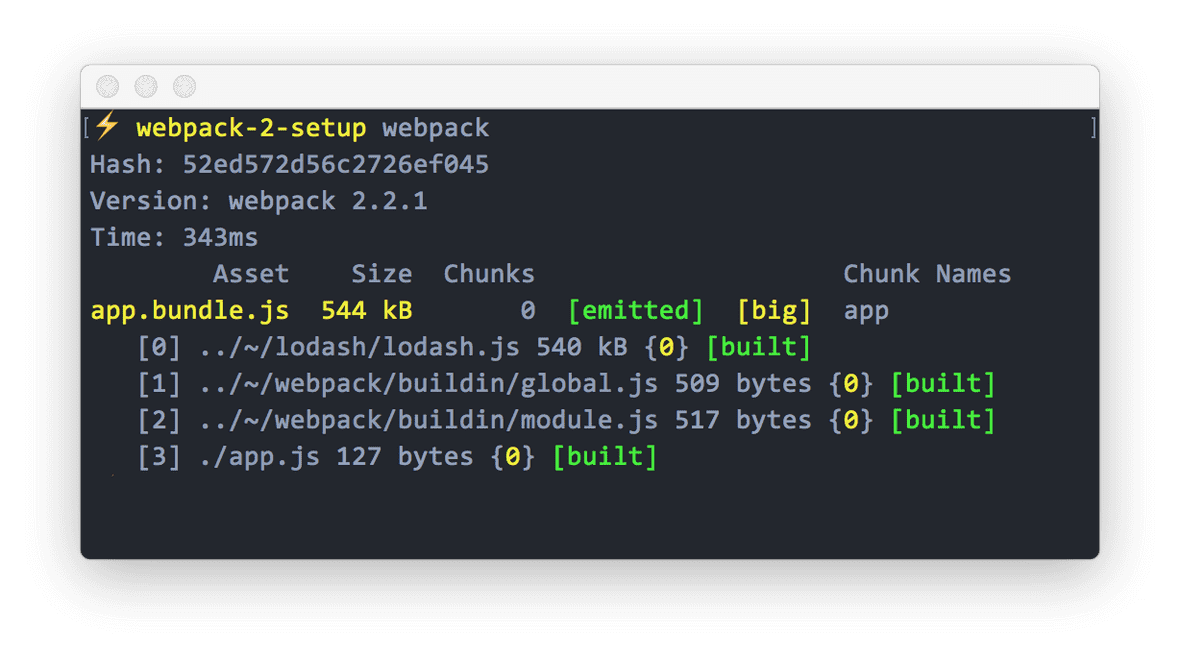 [⚡ webpack-2-setup webpack ]
Hash: 52ed572d56c2726ef045
Version: webpack 2.2.1
Time: 343ms
Asset Size Chunks Chunk Names
app.bundle.js 544 kB 0 [emitted] [big] app
[0] ../~/lodash/lodash.js 540 kB {0} [built]
[1] ../~/webpack/buildin/global.js 509 bytes {0} [built]
[2] ../~/webpack/buildin/module.js 517 bytes {0} [built]
[3] ./app.js 127 bytes {0} [built]